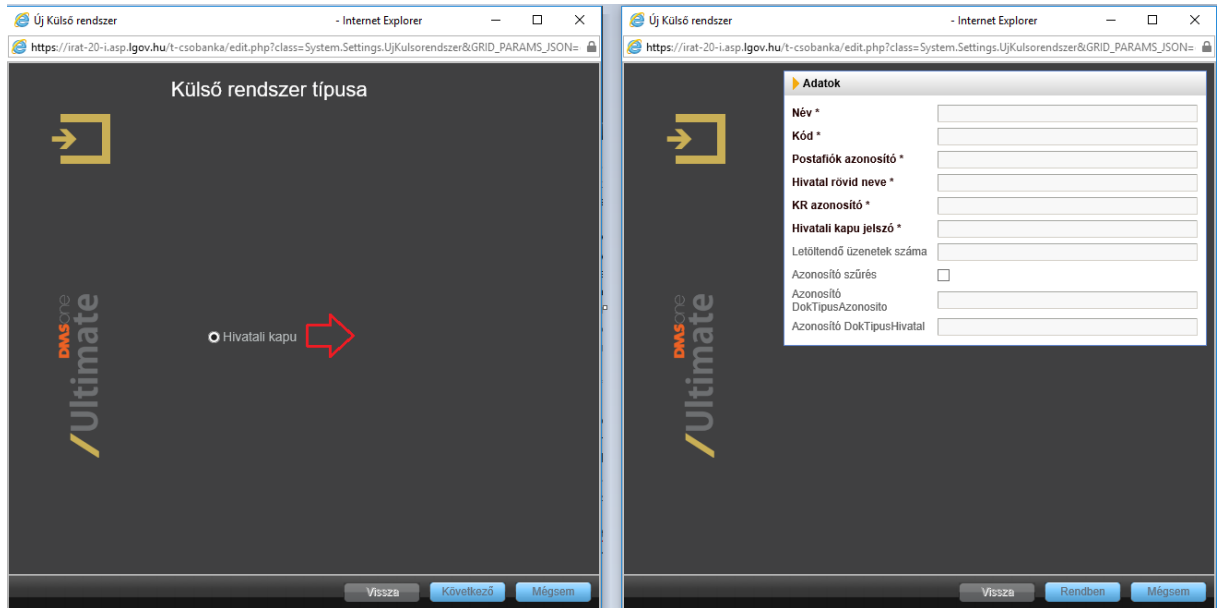 Új Külső rendszer - Internet Explorer
https://irat-20-i.asp.lgov.hu/t-csobanka/edit.php?class=System.Settings.UjKulsorendszer&GRID_PARAMS_JSON=
Külső rendszer típusa
Hivatali kapu
/Ultimate DMSone
Vissza Következő Mégsem
Új Külső rendszer - Internet Explorer
https://irat-20-i.asp.lgov.hu/t-csobanka/edit.php?class=System.Settings.UjKulsorendszer&GRID_PARAMS_JSON=
Adatok
Név *
Kód *
Postafiók azonosító *
Hivatal rövid neve *
KR azonosító *
Hivatali kapu jelszó *
Letöltendő üzenetek száma
Azonosító szűrés
Azonosító
DokTipusAzonosito
Azonosító DokTipusHivatal
/Ultimate DMSone
Vissza Rendben Mégsem